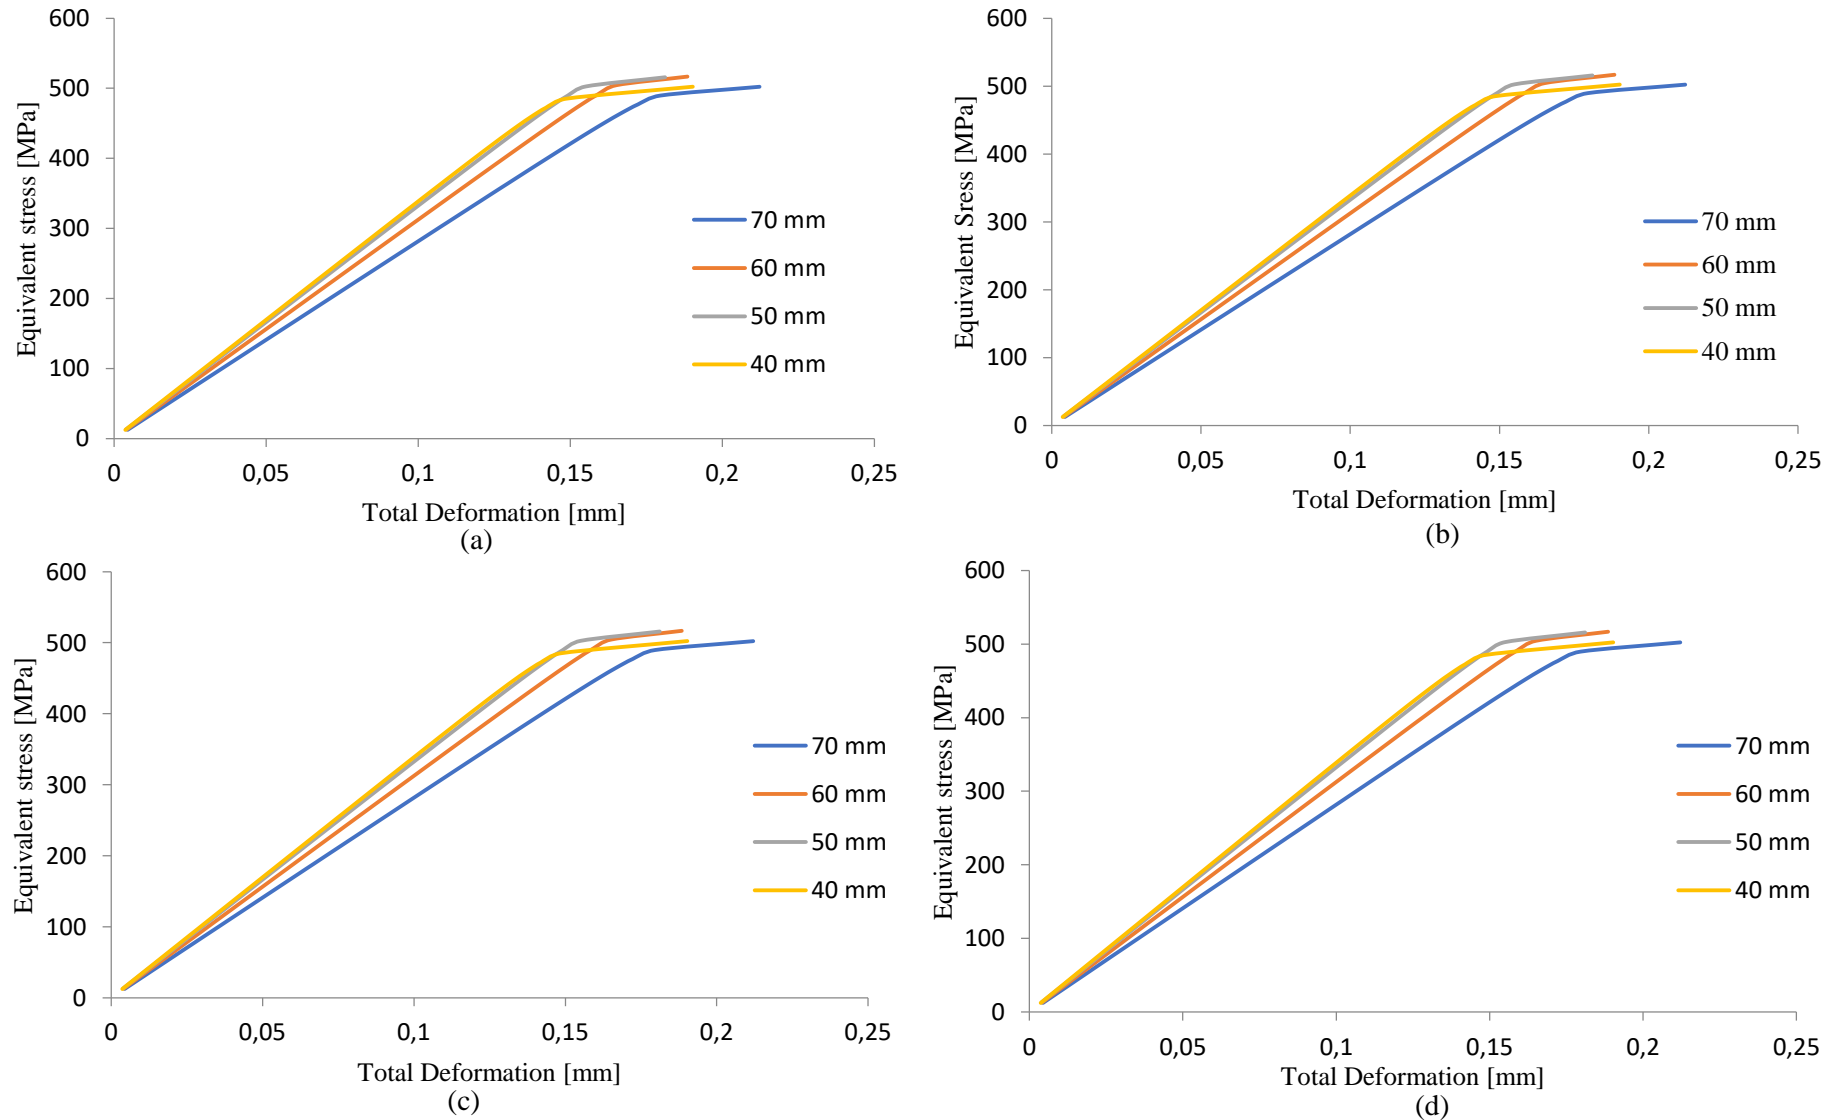 600
500
400
300
200
100
0
0 0,05 0,1 0,15 0,2 0,25
Equivalent stress [MPa]
Total Deformation [mm]
70 mm
60 mm
50 mm
40 mm
(a)
600
500
400
300
200
100
0
0 0,05 0,1 0,15 0,2 0,25
Equivalent Sress [MPa]
Total Deformation [mm]
70 mm
60 mm
50 mm
40 mm
(b)
600
500
400
300
200
100
0
0 0,05 0,1 0,15 0,2 0,25
Equivalent stress [MPa]
Total Deformation [mm]
70 mm
60 mm
50 mm
40 mm
(c)
600
500
400
300
200
100
0
0 0,05 0,1 0,15 0,2 0,25
Equivalent stress [MPa]
Total Deformation [mm]
70 mm
60 mm
50 mm
40 mm
(d)